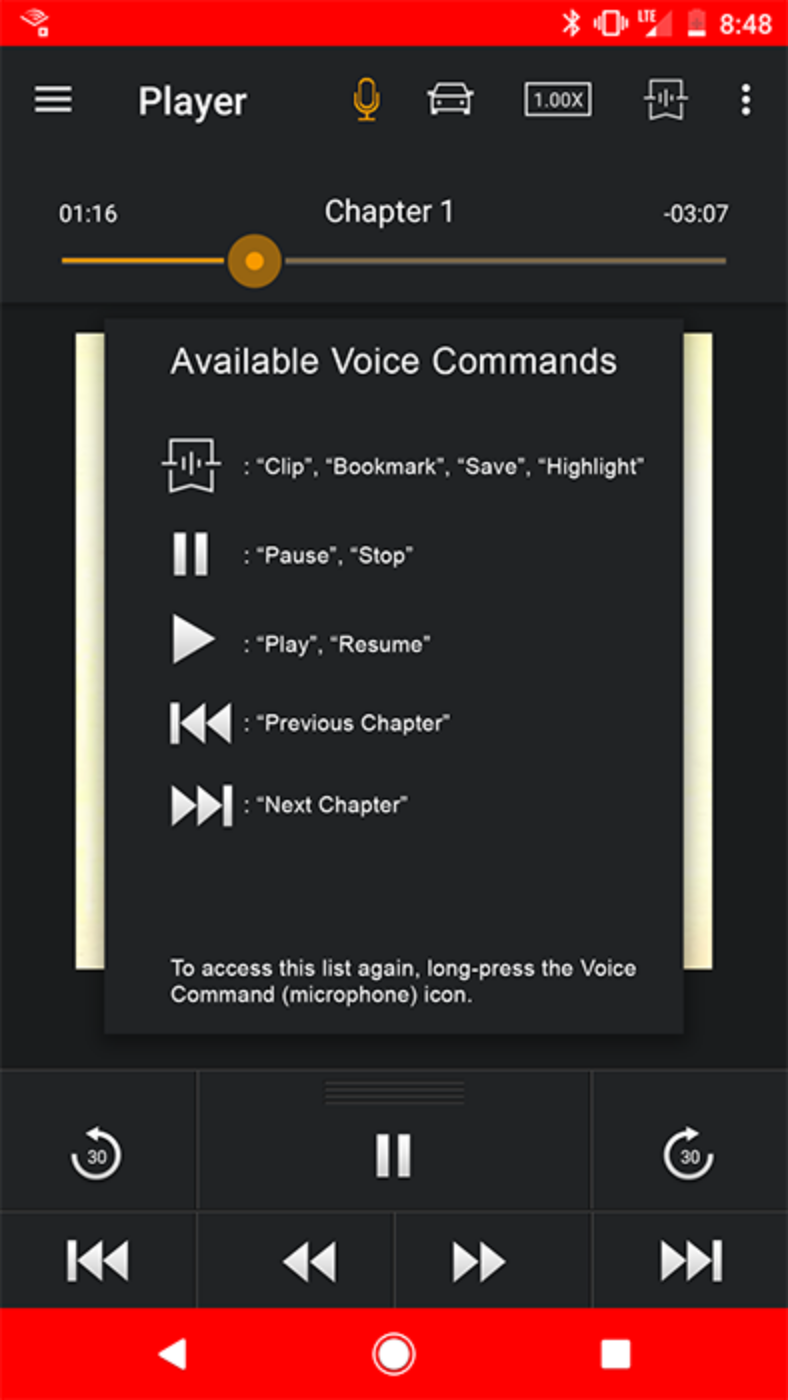 LTE 8:48
Player 1.00X
01:16 Chapter 1 -03:07
Available Voice Commands
: “Clip”, “Bookmark”, “Save”, “Highlight”
: “Pause”, “Stop”
: “Play”, “Resume”
: “Previous Chapter”
: “Next Chapter”
To access this list again, long-press the Voice
Command (microphone) icon.
30 30